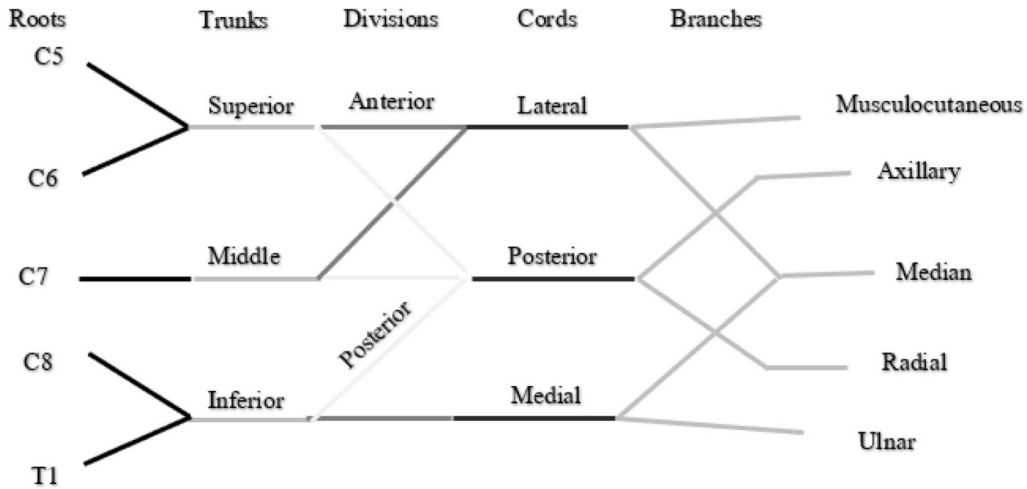 Roots Trunks Divisions Cords Branches
C5
Superior Anterior Lateral Musculocutaneous
C6 Axillary
C7 Middle Posterior Median
Posterior
C8 Radial
Inferior Medial
Ulnar
T1